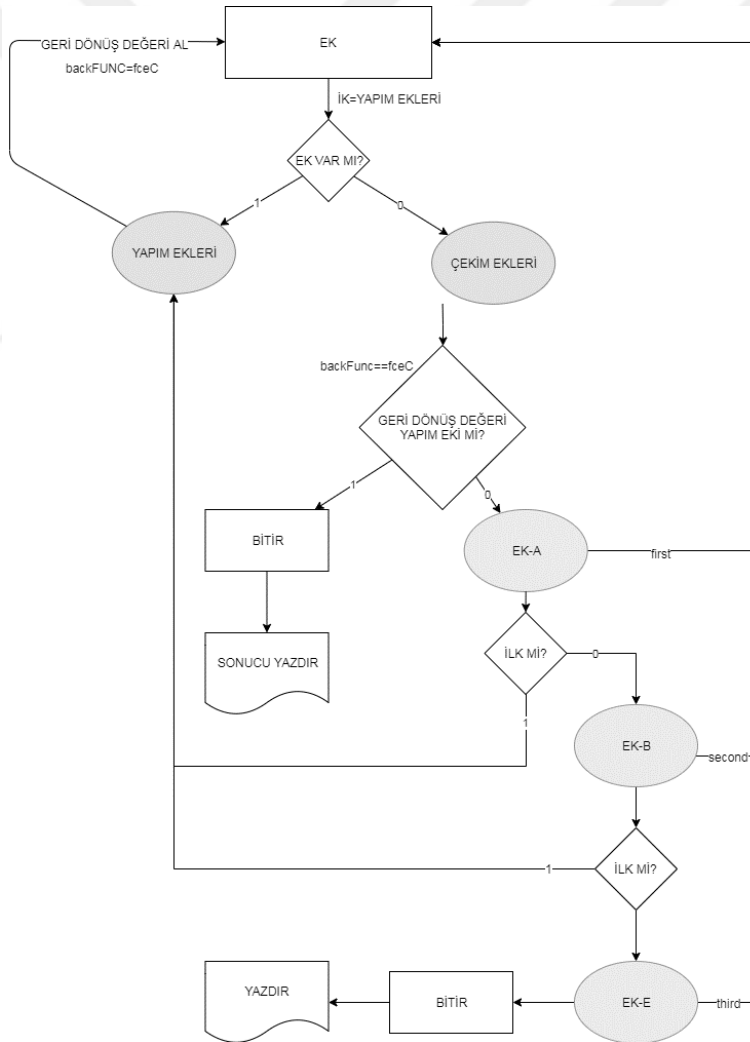 EK
GERİ DÖNÜŞ DEĞERİ AL
backFUNC=fceC
İK=YAPIM EKLERİ
EK VAR MI?
1
0
YAPIM EKLERİ
ÇEKİM EKLERİ
backFunc==fceC
GERİ DÖNÜŞ DEĞERİ
YAPIM EKİ Mİ?
1
0
BİTİR
EK-A
first
SONUCU YAZDIR
İLK Mİ?
0
1
EK-B
second
İLK Mİ?
1
YAZDIR
BİTİR
EK-E
third